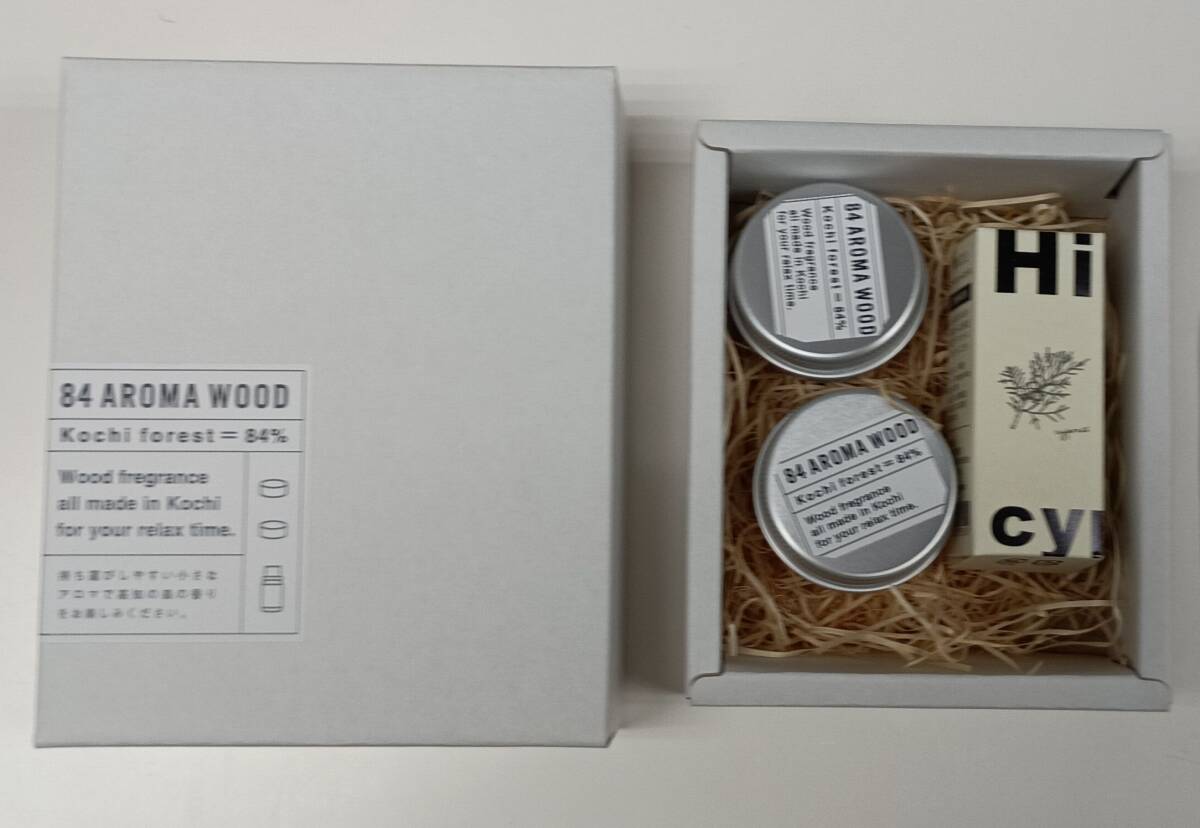 84 AROMA WOOD
Kochi forest = 84%
Wood fregrance
all made in Kochi
for your relax time.
持ち運びしやすい小さな
アロマで高知の森の香り
をお楽しみください。
84 AROMA WOOD
Kochi forest = 84%
Wood fregrance
all made in Kochi
for your relax time.
84 AROMA WOOD
Kochi forest = 84%
Wood fregrance
all made in Kochi
for your relax time.
Hi
cyp